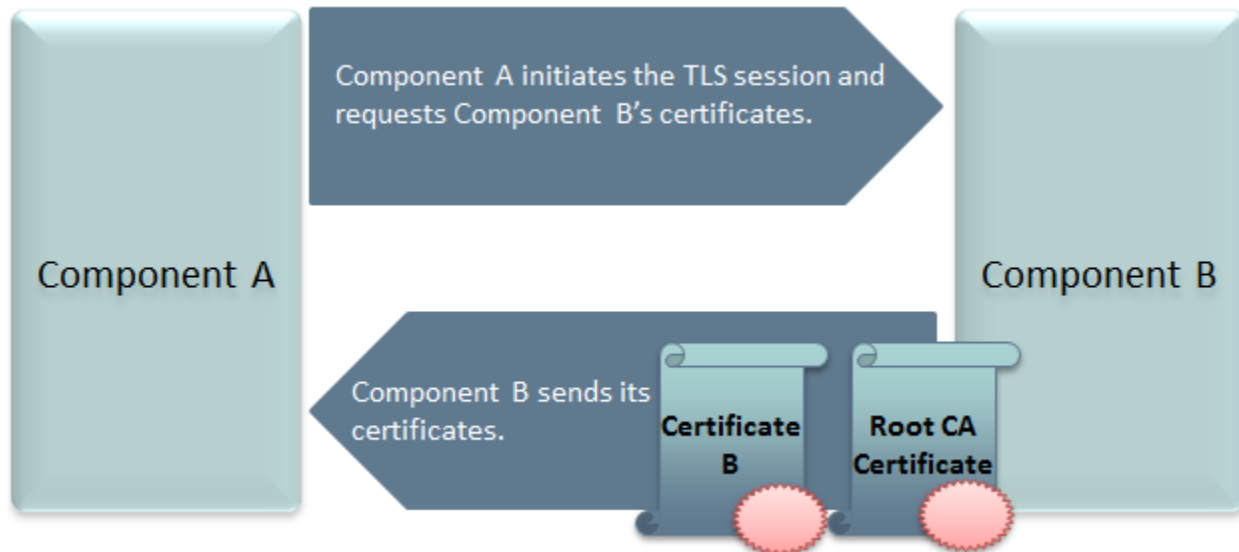 Component A initiates the TLS session and
requests Component B’s certificates.
Component A
Component B
Component B sends its
certificates.
Certificate
B
Root CA
Certificate